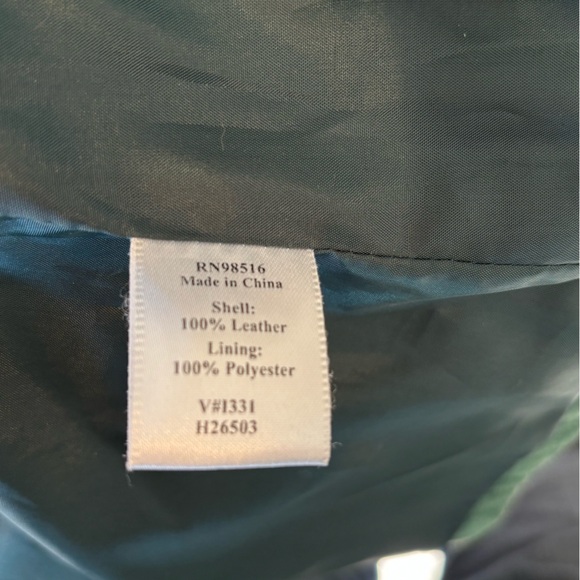 RN98516
Made in China
Shell:
100% Leather
Lining:
100% Polyester
V#I331
H26503